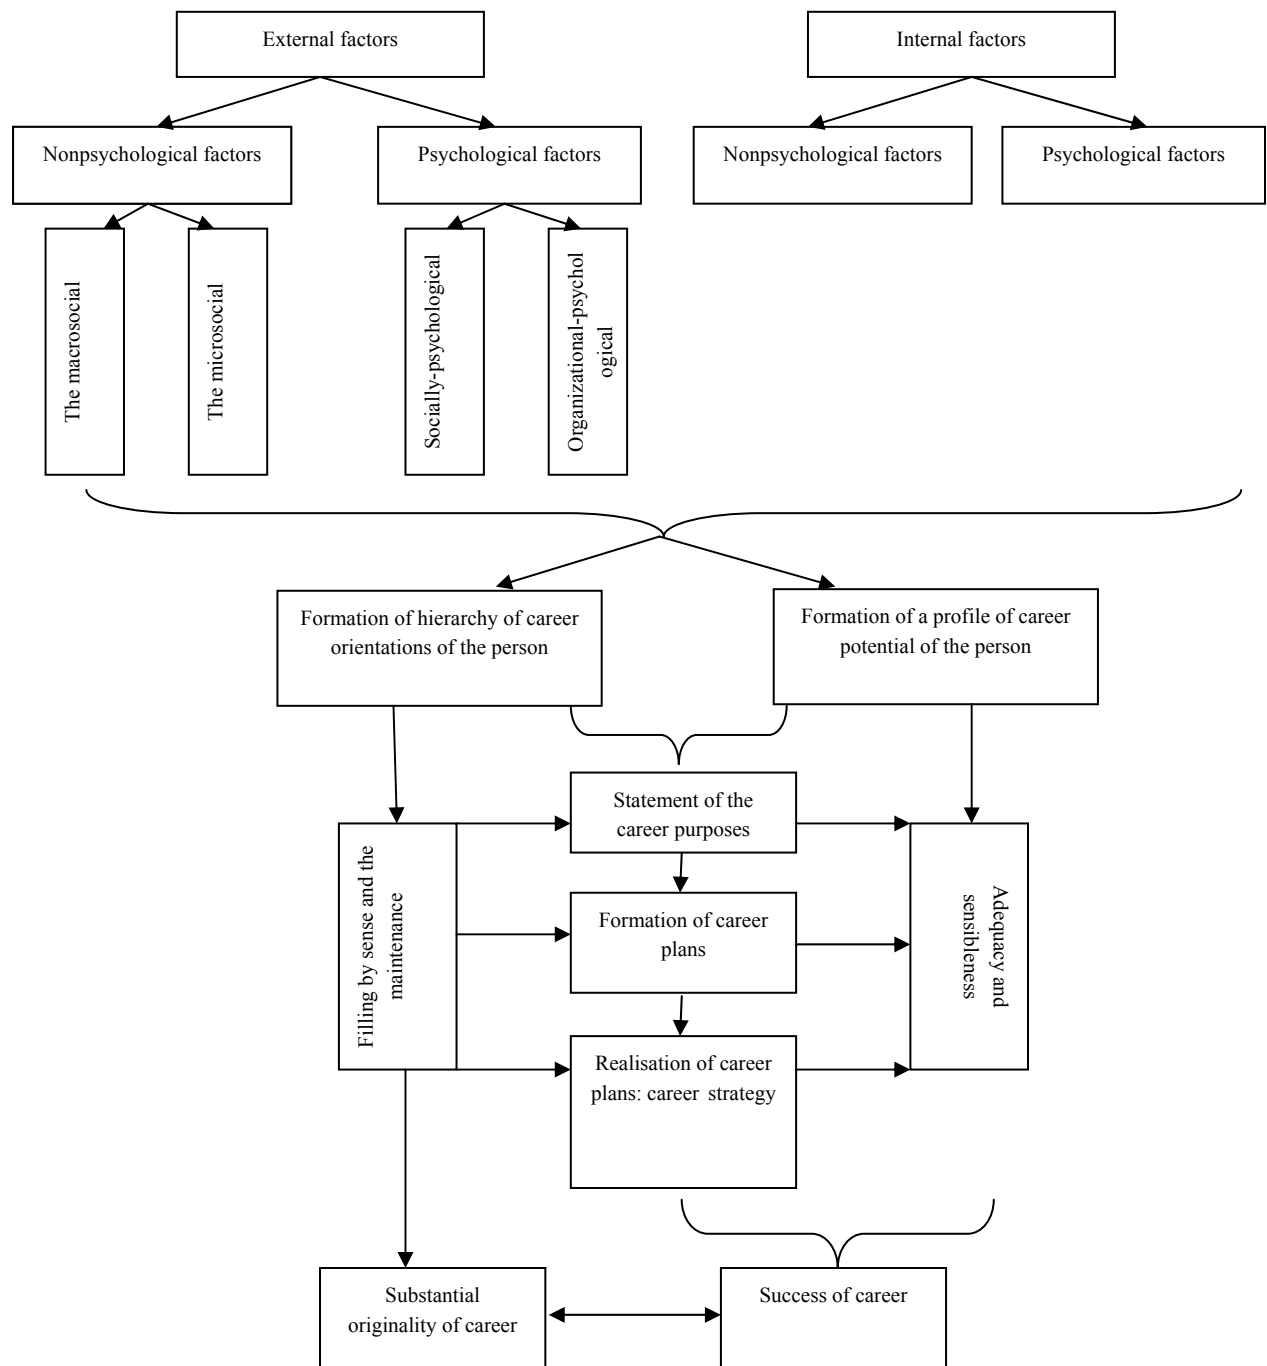 External factors
Internal factors
Nonpsychological factors
Psychological factors
Nonpsychological factors
Psychological factors
The macrosocial
The microsocial
Socially-psychological
Organizational-psychol
ogical
Formation of hierarchy of career
orientations of the person
Formation of a profile of career
potential of the person
Statement of the
career purposes
Filling by sense and the
maintenance
Formation of career
plans
Adequacy and
sensibleness
Realisation of career
plans: career strategy
Substantial
originality of career
Success of career